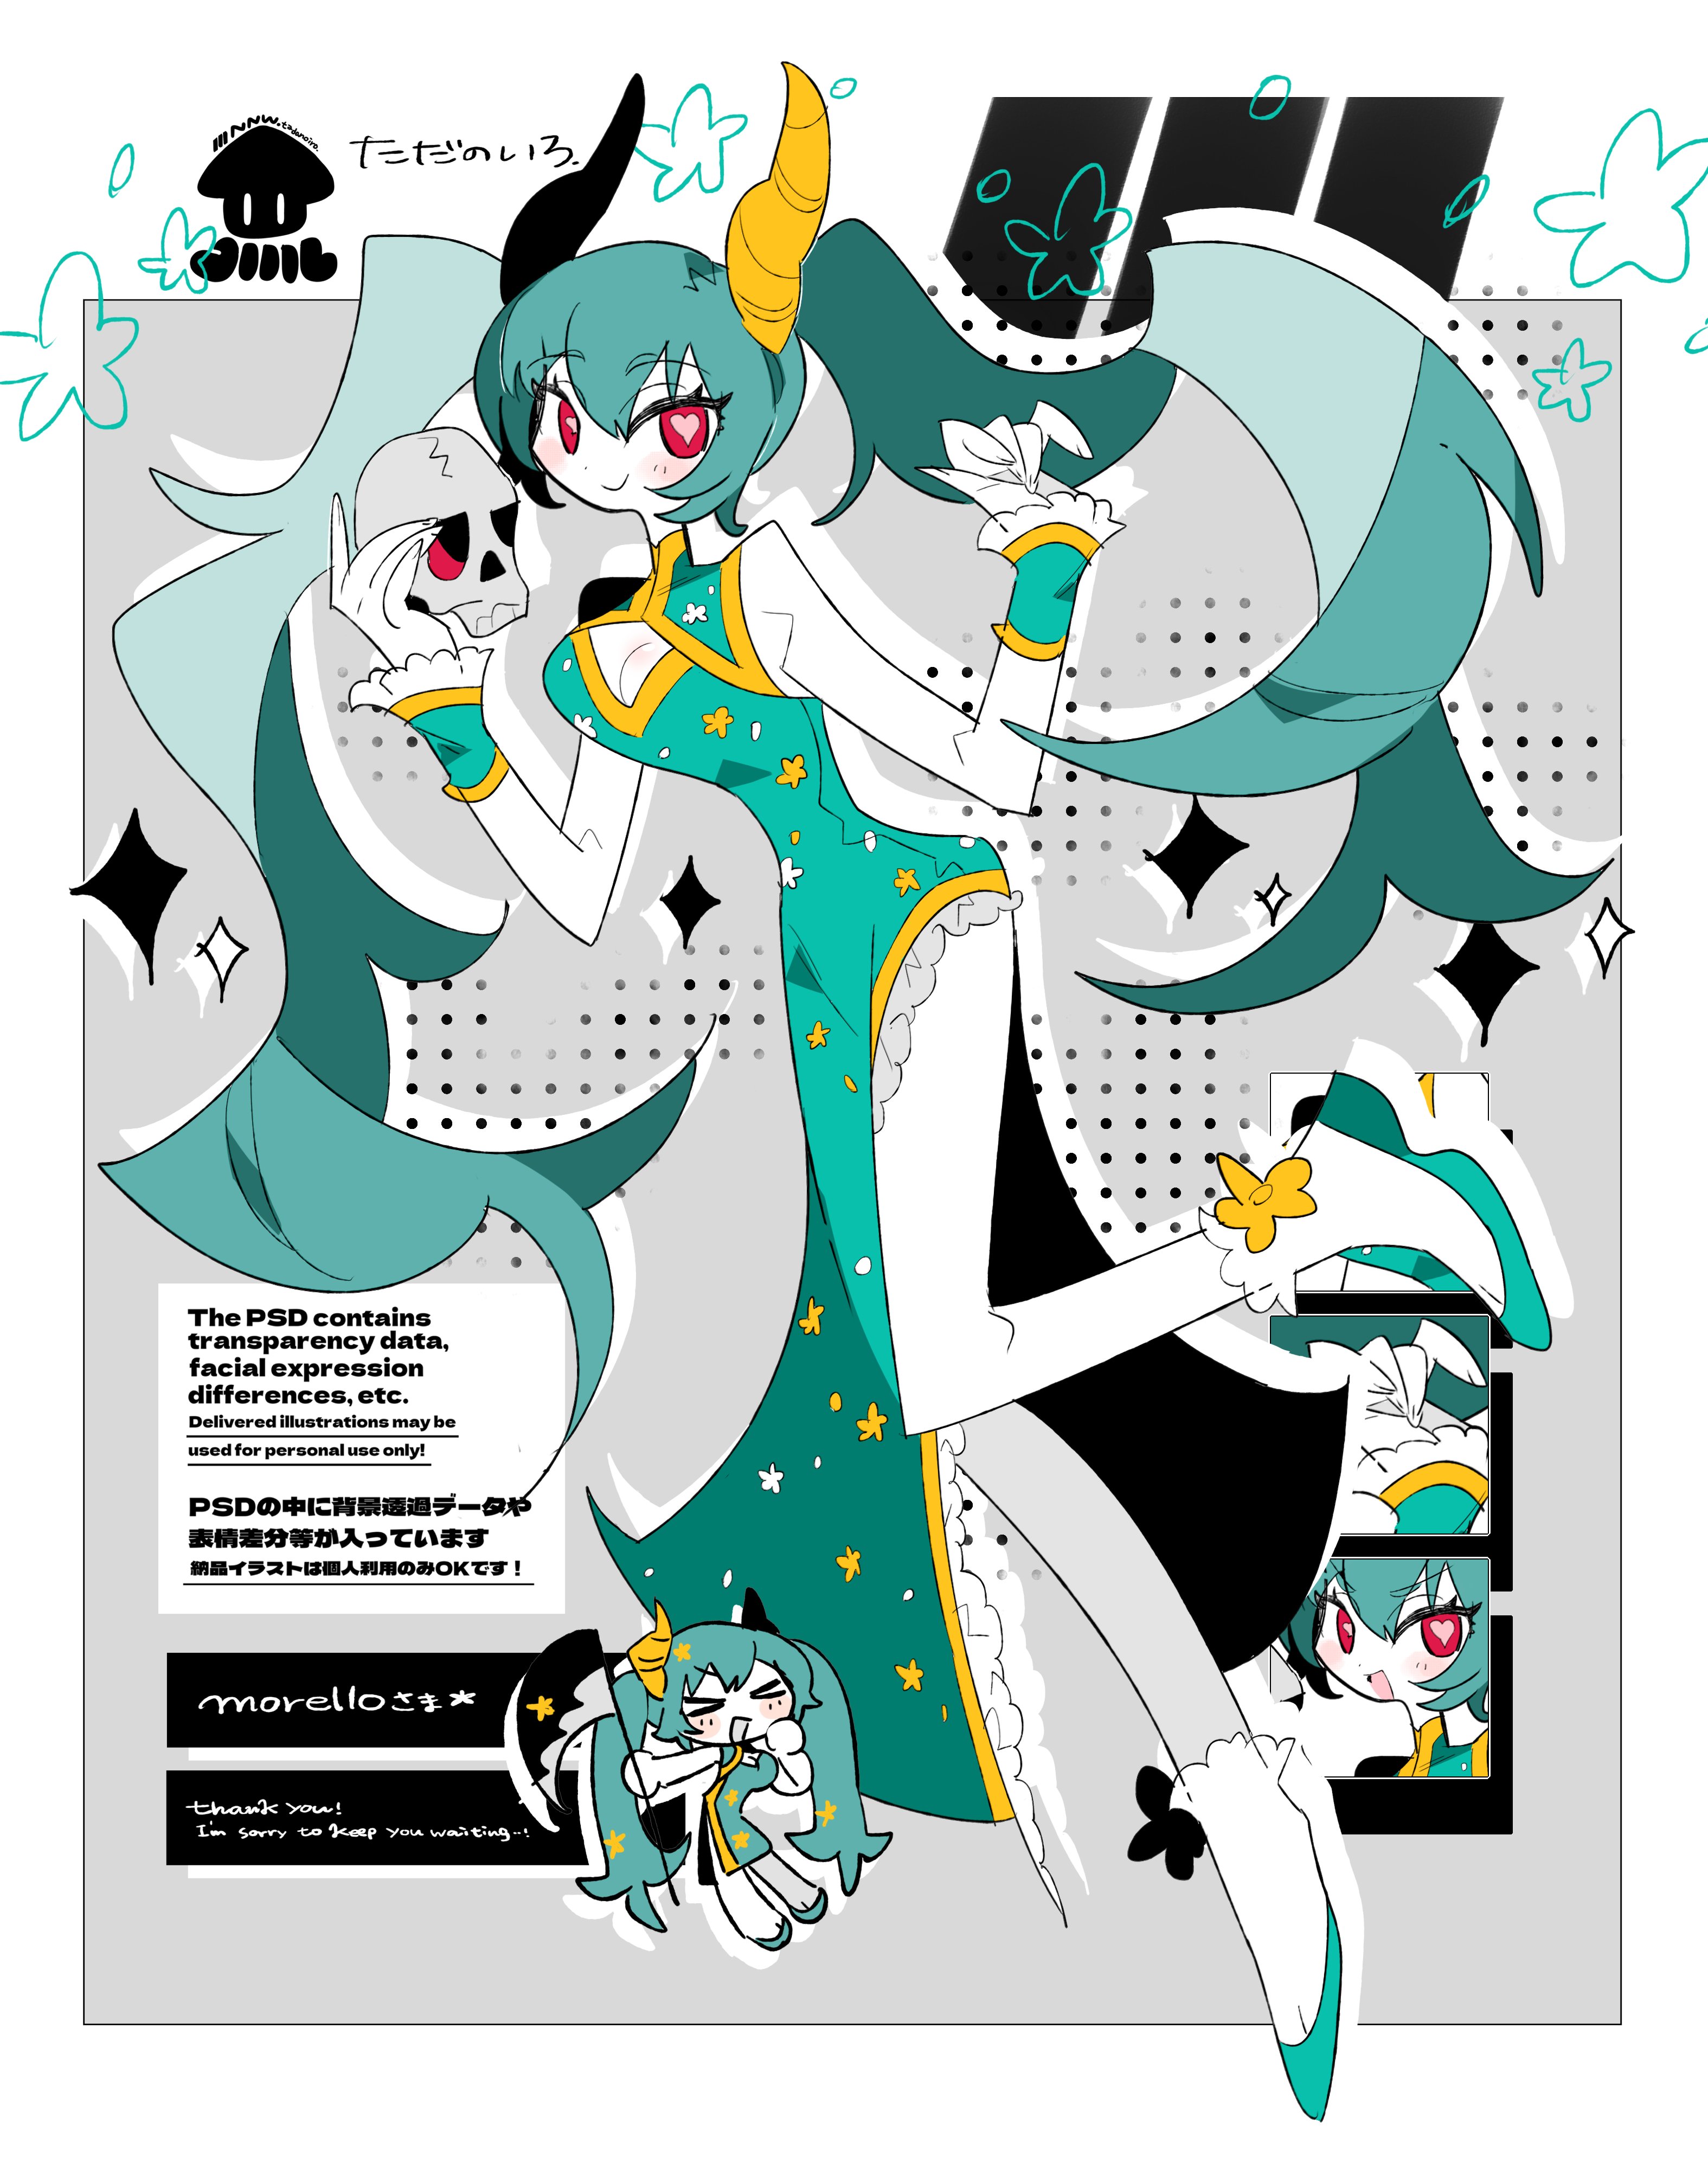 NNW.tadanoiro.
ただのいろ.
The PSD contains
transparency data,
facial expression
differences, etc.
Delivered illustrations may be
used for personal use only!
PSDの中に背景透過データや
表情差分等が入っています
納品イラストは個人利用のみOKです！
morelloさま*
thank you!
I'm sorry to keep you waiting...!